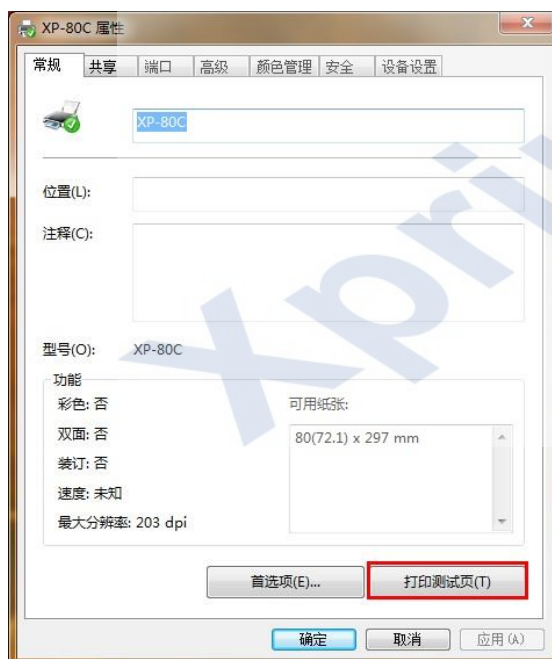 XP-80C 属性
常规 共享 端口 高级 颜色管理 安全 设备设置
XP-80C
位置(L):
注释(C):
型号(O): XP-80C
功能
彩色: 否 可用纸张:
双面: 否 80(72.1) x 297 mm
装订: 否
速度: 未知
最大分辨率: 203 dpi
首选项(E)... 打印测试页(T)
确定 取消 应用(A)
Xpri